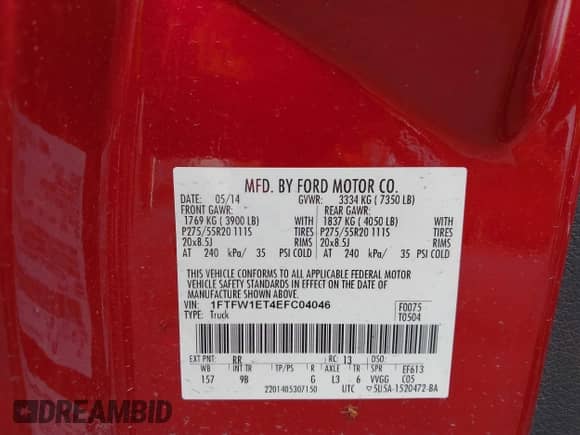 MFD. BY FORD MOTOR CO.
DATE: 05/14 GVWR: 3334 KG ( 7350 LB)
FRONT GAWR: REAR GAWR:
1769 KG ( 3900 LB) WITH 1837 KG ( 4050 LB) WITH
P275/55R20 111S TIRES P275/55R20 111S TIRES
20x8.5J RIMS 20x8.5J RIMS
AT 240 kPa/ 35 PSI COLD AT 240 kPa/ 35 PSI COLD
THIS VEHICLE CONFORMS TO ALL APPLICABLE FEDERAL MOTOR
VEHICLE SAFETY STANDARDS IN EFFECT ON THE DATE OF
MANUFACTURE SHOWN ABOVE.
VIN: 1FTFW1ET4EFC04046 F0075
TYPE: Truck T0504
EXT PNT: RR RC: 13 DSO:
WB INT TR TP/PS R AXLE TR SPR EF613
157 9B G L3 6 VVGG C05
2201405307150 UTC ▽5USA-1520472-BA
DREAMBID